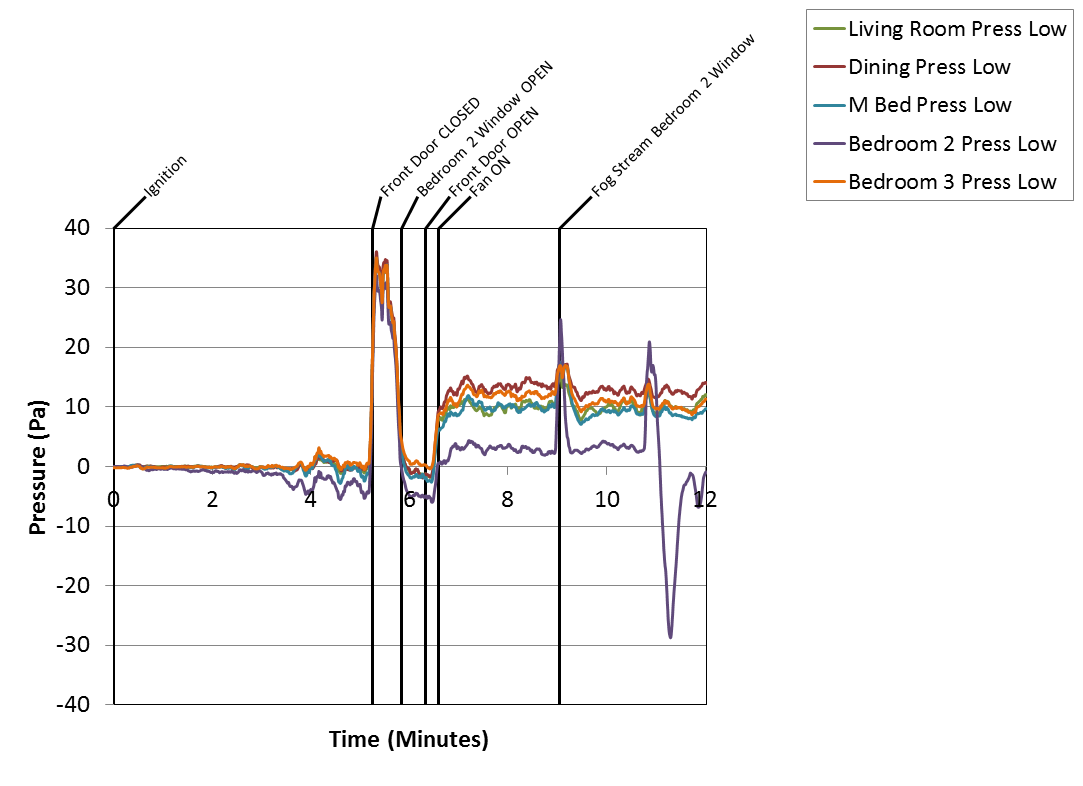 Living Room Press Low
Dining Press Low
M Bed Press Low
Bedroom 2 Press Low
Bedroom 3 Press Low
Ignition
Front Door CLOSED
Bedroom 2 Window OPEN
Front Door OPEN
Fan ON
Fog Stream Bedroom 2 Window
Pressure (Pa)
40
30
20
10
0
-10
-20
-30
-40
0 2 4 6 8 10 12
Time (Minutes)